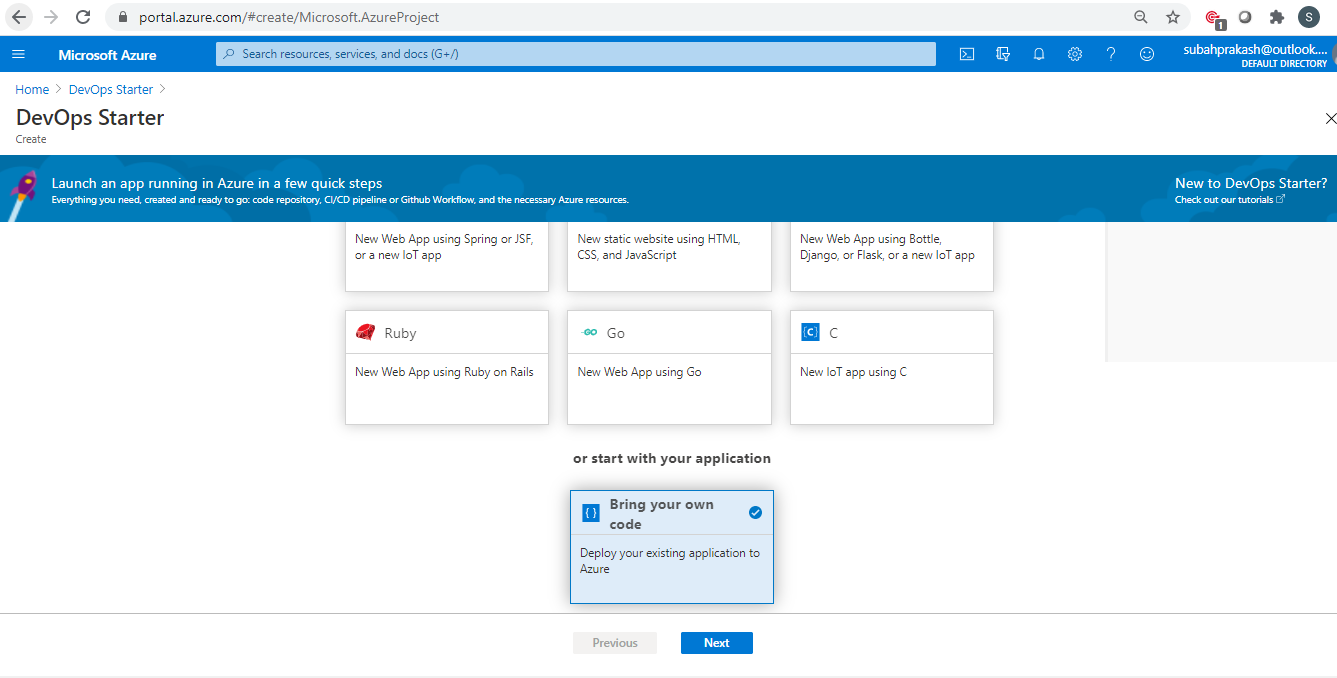 portal.azure.com/#create/Microsoft.AzureProject
1
S
Microsoft Azure
Search resources, services, and docs (G+/)
subahprakash@outlook....
DEFAULT DIRECTORY
Home > DevOps Starter >
DevOps Starter
Create
Launch an app running in Azure in a few quick steps
Everything you need, created and ready to go: code repository, CI/CD pipeline or Github Workflow, and the necessary Azure resources.
New to DevOps Starter?
Check out our tutorials
New Web App using Spring or JSF,
or a new IoT app
New static website using HTML,
CSS, and JavaScript
New Web App using Bottle,
Django, or Flask, or a new IoT app
Ruby
New Web App using Ruby on Rails
GO
Go
New Web App using Go
[C]
C
New IoT app using C
or start with your application
{ }
Bring your own
code
Deploy your existing application to
Azure
Previous
Next